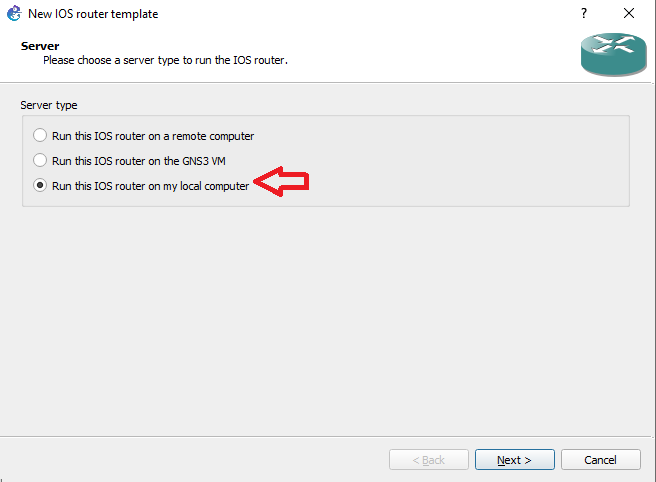 New IOS router template
?
Server
Please choose a server type to run the IOS router.
Server type
Run this IOS router on a remote computer
Run this IOS router on the GNS3 VM
Run this IOS router on my local computer
< Back
Next >
Cancel